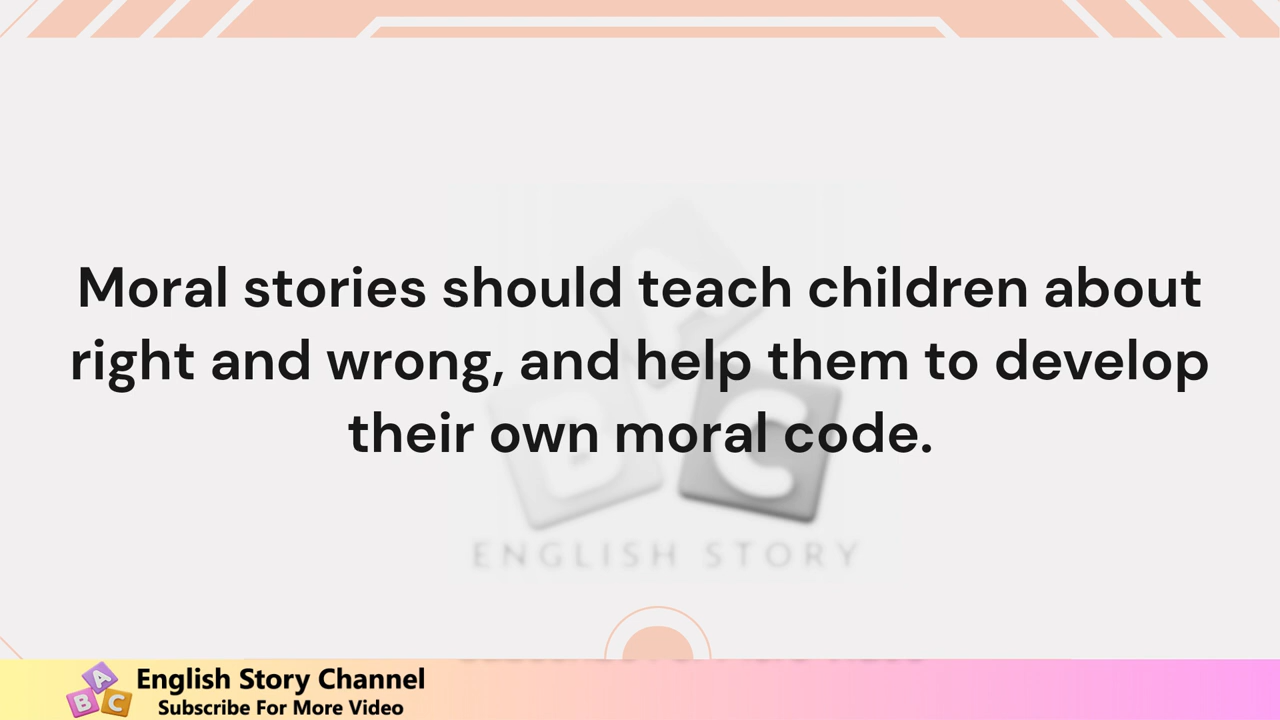 Moral stories should teach children about
right and wrong, and help them to develop
their own moral code.
A
B C
ENGLISH STORY
A
B C
English Story Channel
Subscribe For More Video